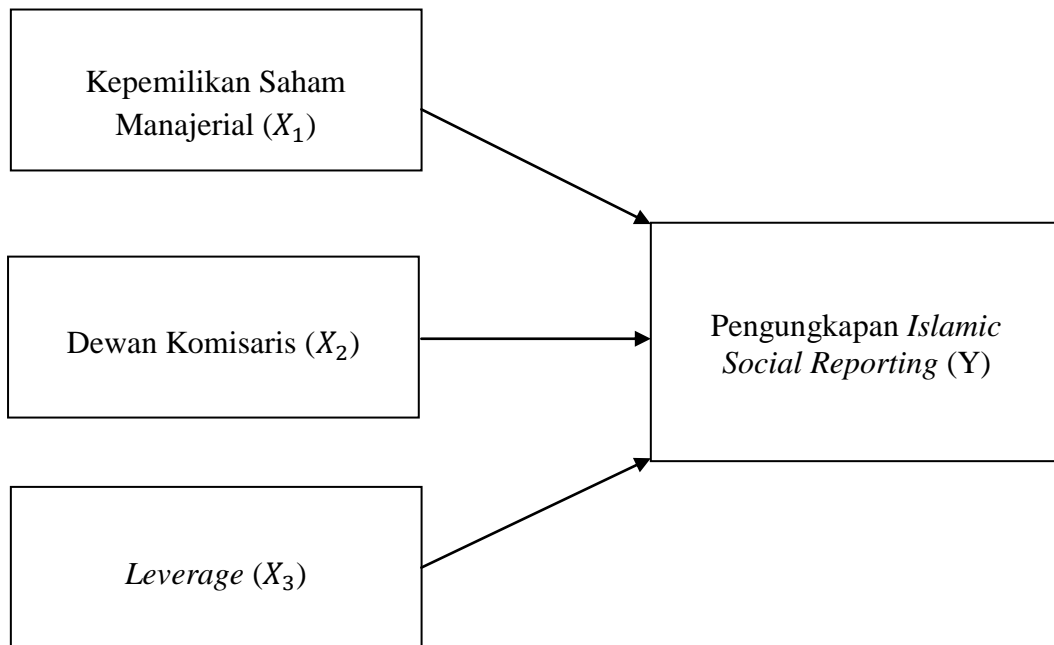 Kepemilikan Saham
Manajerial (𝑋₁)
Dewan Komisaris (𝑋₂)
Pengungkapan Islamic
Social Reporting (Y)
Leverage (𝑋₃)